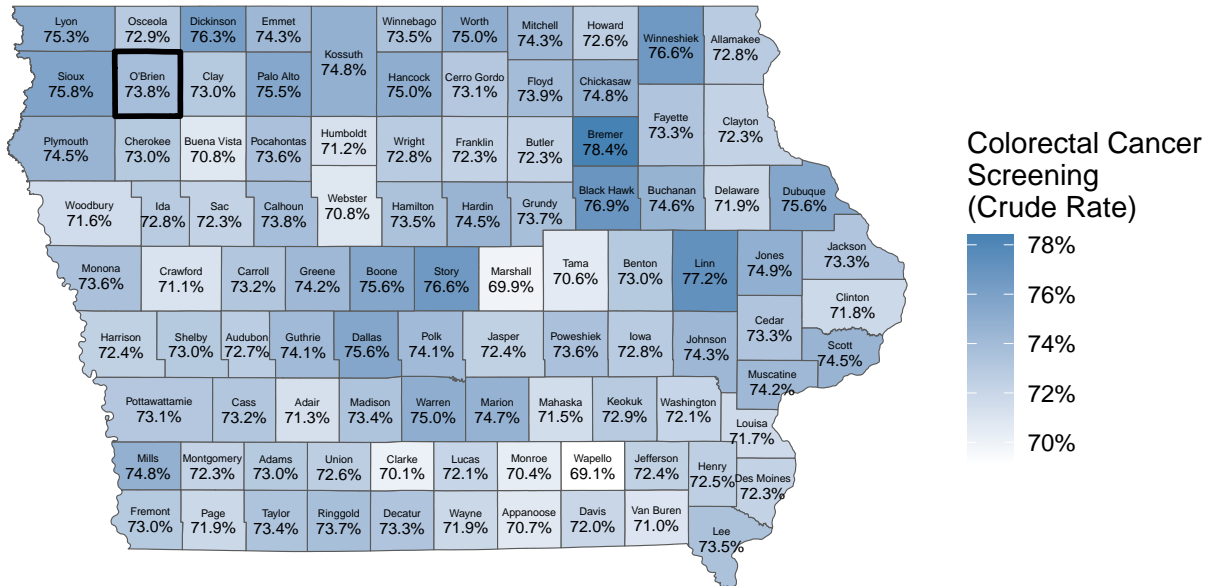 Lyon
75.3%
Osceola
72.9%
Dickinson
76.3%
Emmet
74.3%
Winnebago
73.5%
Worth
75.0%
Mitchell
74.3%
Howard
72.6%
Winneshiek
76.6%
Allamakee
72.8%
Kossuth
74.8%
Sioux
75.8%
O'Brien
73.8%
Clay
73.0%
Palo Alto
75.5%
Hancock
75.0%
Cerro Gordo
73.1%
Floyd
73.9%
Chickasaw
74.8%
Fayette
73.3%
Clayton
72.3%
Plymouth
74.5%
Cherokee
73.0%
Buena Vista
70.8%
Pocahontas
73.6%
Humboldt
71.2%
Wright
72.8%
Franklin
72.3%
Butler
72.3%
Bremer
78.4%
Woodbury
71.6%
Ida
72.8%
Sac
72.3%
Calhoun
73.8%
Webster
70.8%
Hamilton
73.5%
Hardin
74.5%
Grundy
73.7%
Black Hawk
76.9%
Buchanan
74.6%
Delaware
71.9%
Dubuque
75.6%
Monona
73.6%
Crawford
71.1%
Carroll
73.2%
Greene
74.2%
Boone
75.6%
Story
76.6%
Marshall
69.9%
Tama
70.6%
Benton
73.0%
Linn
77.2%
Jones
74.9%
Jackson
73.3%
Clinton
71.8%
Harrison
72.4%
Shelby
73.0%
Audubon
72.7%
Guthrie
74.1%
Dallas
75.6%
Polk
74.1%
Jasper
72.4%
Poweshiek
73.6%
Iowa
72.8%
Johnson
74.3%
Cedar
73.3%
Scott
74.5%
Muscatine
74.2%
Pottawattamie
73.1%
Cass
73.2%
Adair
71.3%
Madison
73.4%
Warren
75.0%
Marion
74.7%
Mahaska
71.5%
Keokuk
72.9%
Washington
72.1%
Louisa
71.7%
Mills
74.8%
Montgomery
72.3%
Adams
73.0%
Union
72.6%
Clarke
70.1%
Lucas
72.1%
Monroe
70.4%
Wapello
69.1%
Jefferson
72.4%
Henry
72.5%
Des Moines
72.3%
Fremont
73.0%
Page
71.9%
Taylor
73.4%
Ringgold
73.7%
Decatur
73.3%
Wayne
71.9%
Appanoose
70.7%
Davis
72.0%
Van Buren
71.0%
Lee
73.5%
Colorectal Cancer
Screening
(Crude Rate)
78%
76%
74%
72%
70%